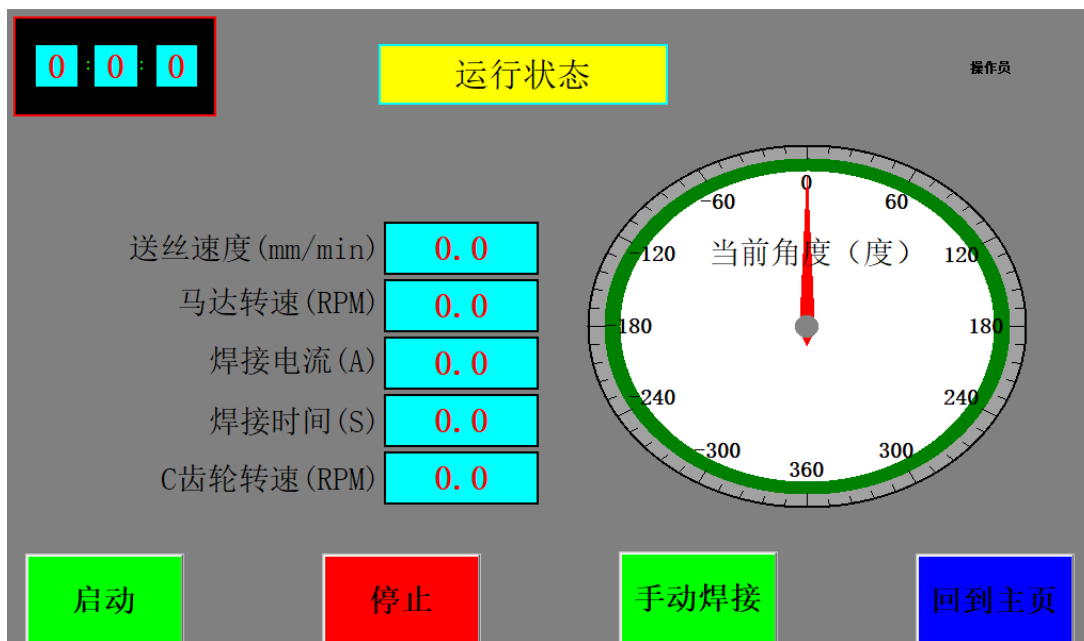 0 : 0 : 0
运行状态
操作员
送丝速度(mm/min) 0.0
马达转速(RPM) 0.0
焊接电流(A) 0.0
焊接时间(S) 0.0
C齿轮转速(RPM) 0.0
0
-60 60
当前角度（度）
-120 120
-180 180
-240 240
-300 300
360
启动
停止
手动焊接
回到主页